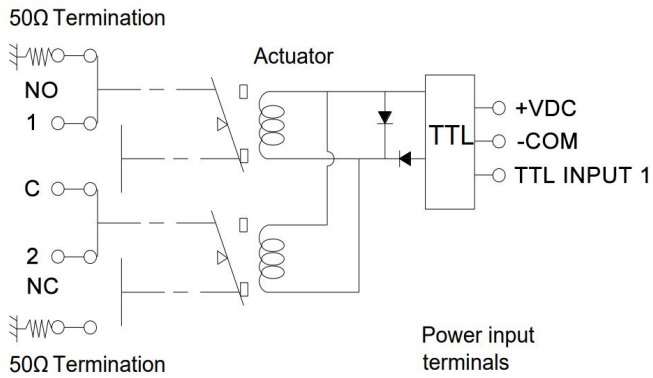 50Ω Termination
Actuator
NO
1
+VDC
TTL
-COM
TTL INPUT 1
C
2
NC
Power input
terminals
50Ω Termination